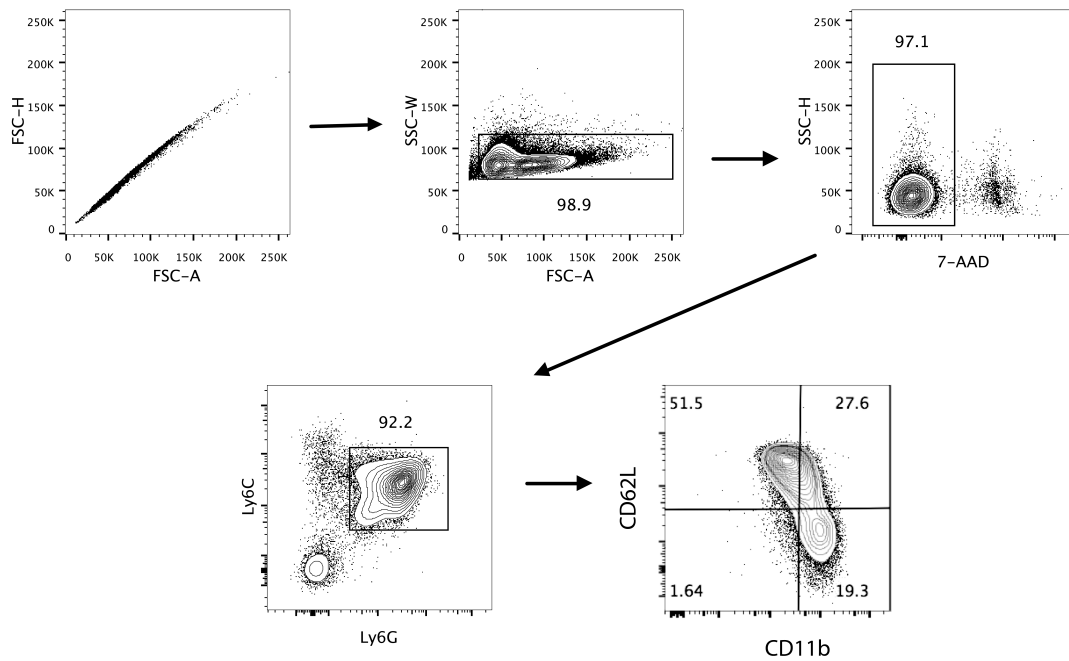 FSC-H
250K
200K
150K
100K
50K
0
0 50K 100K 150K 200K 250K
FSC-A
SSC-W
250K
200K
150K
100K
50K
0
98.9
0 50K 100K 150K 200K 250K
FSC-A
SSC-H
250K
200K
150K
100K
50K
0
97.1
7-AAD
Ly6C
92.2
Ly6G
CD62L
51.5 27.6
1.64 19.3
CD11b